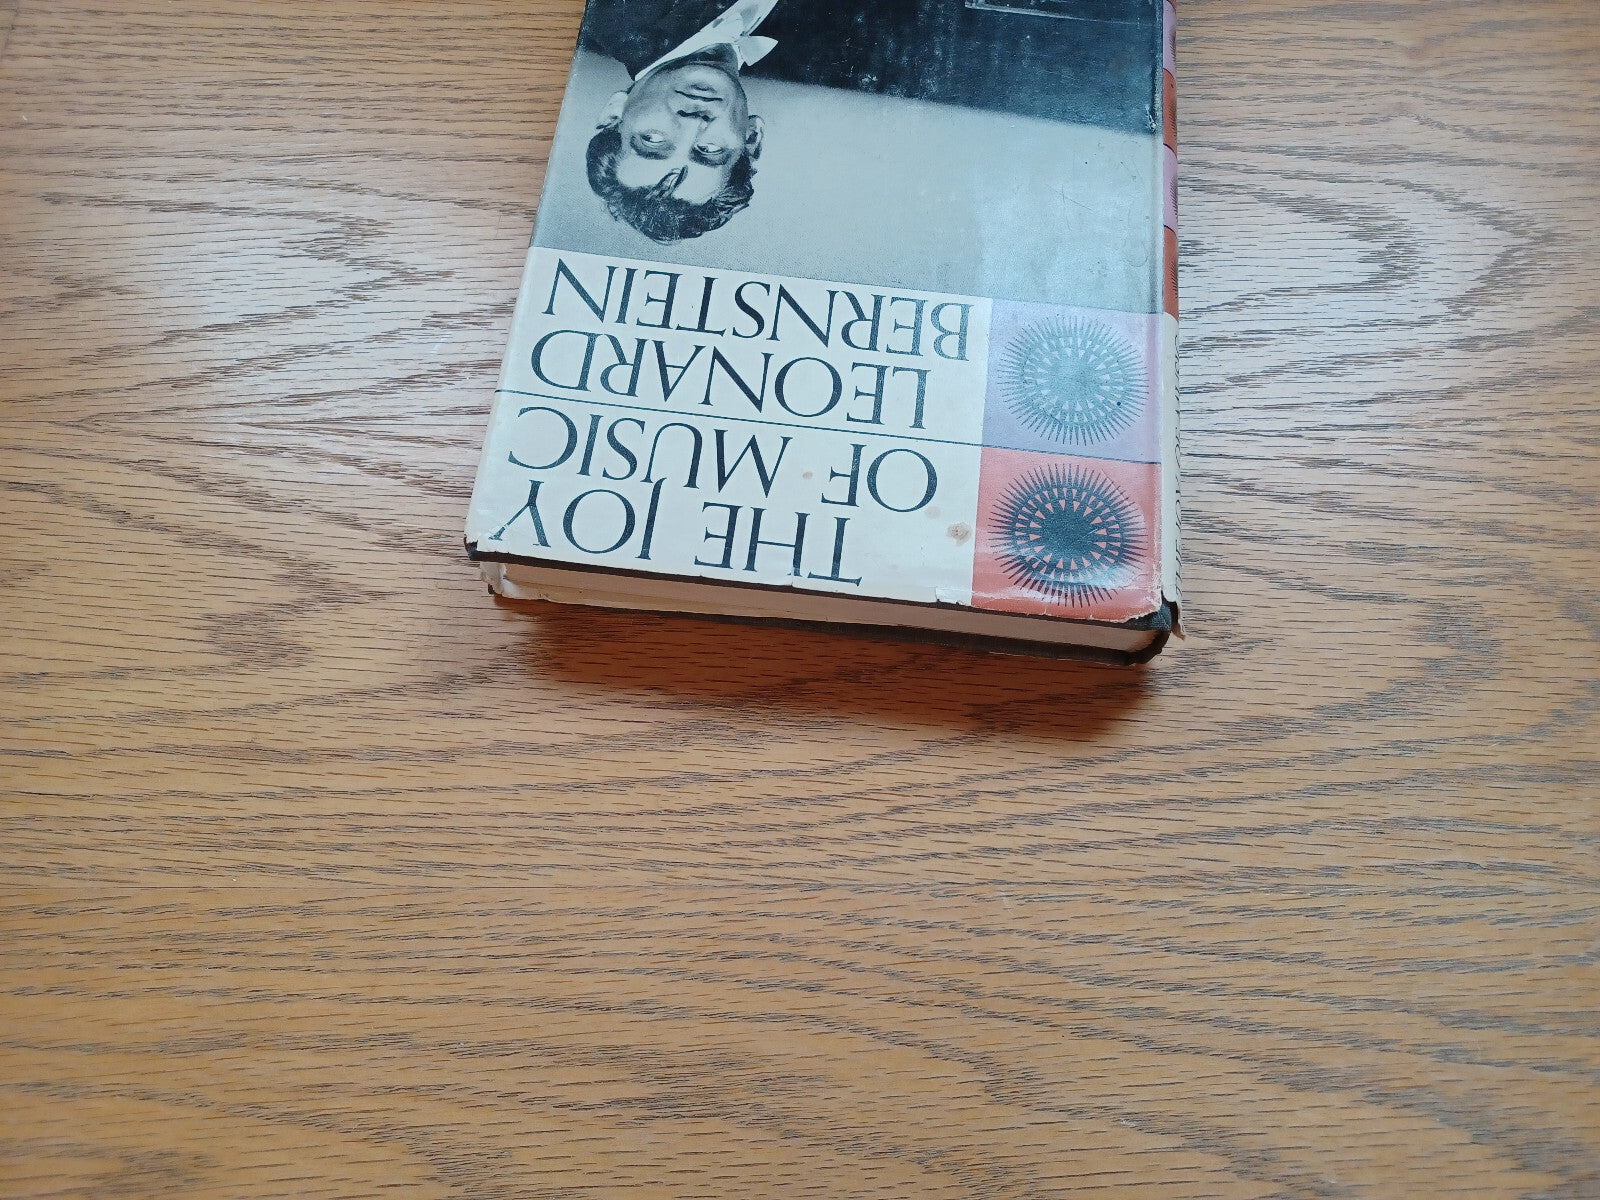 THE JOY
OF MUSIC
LEONARD
BERNSTEIN